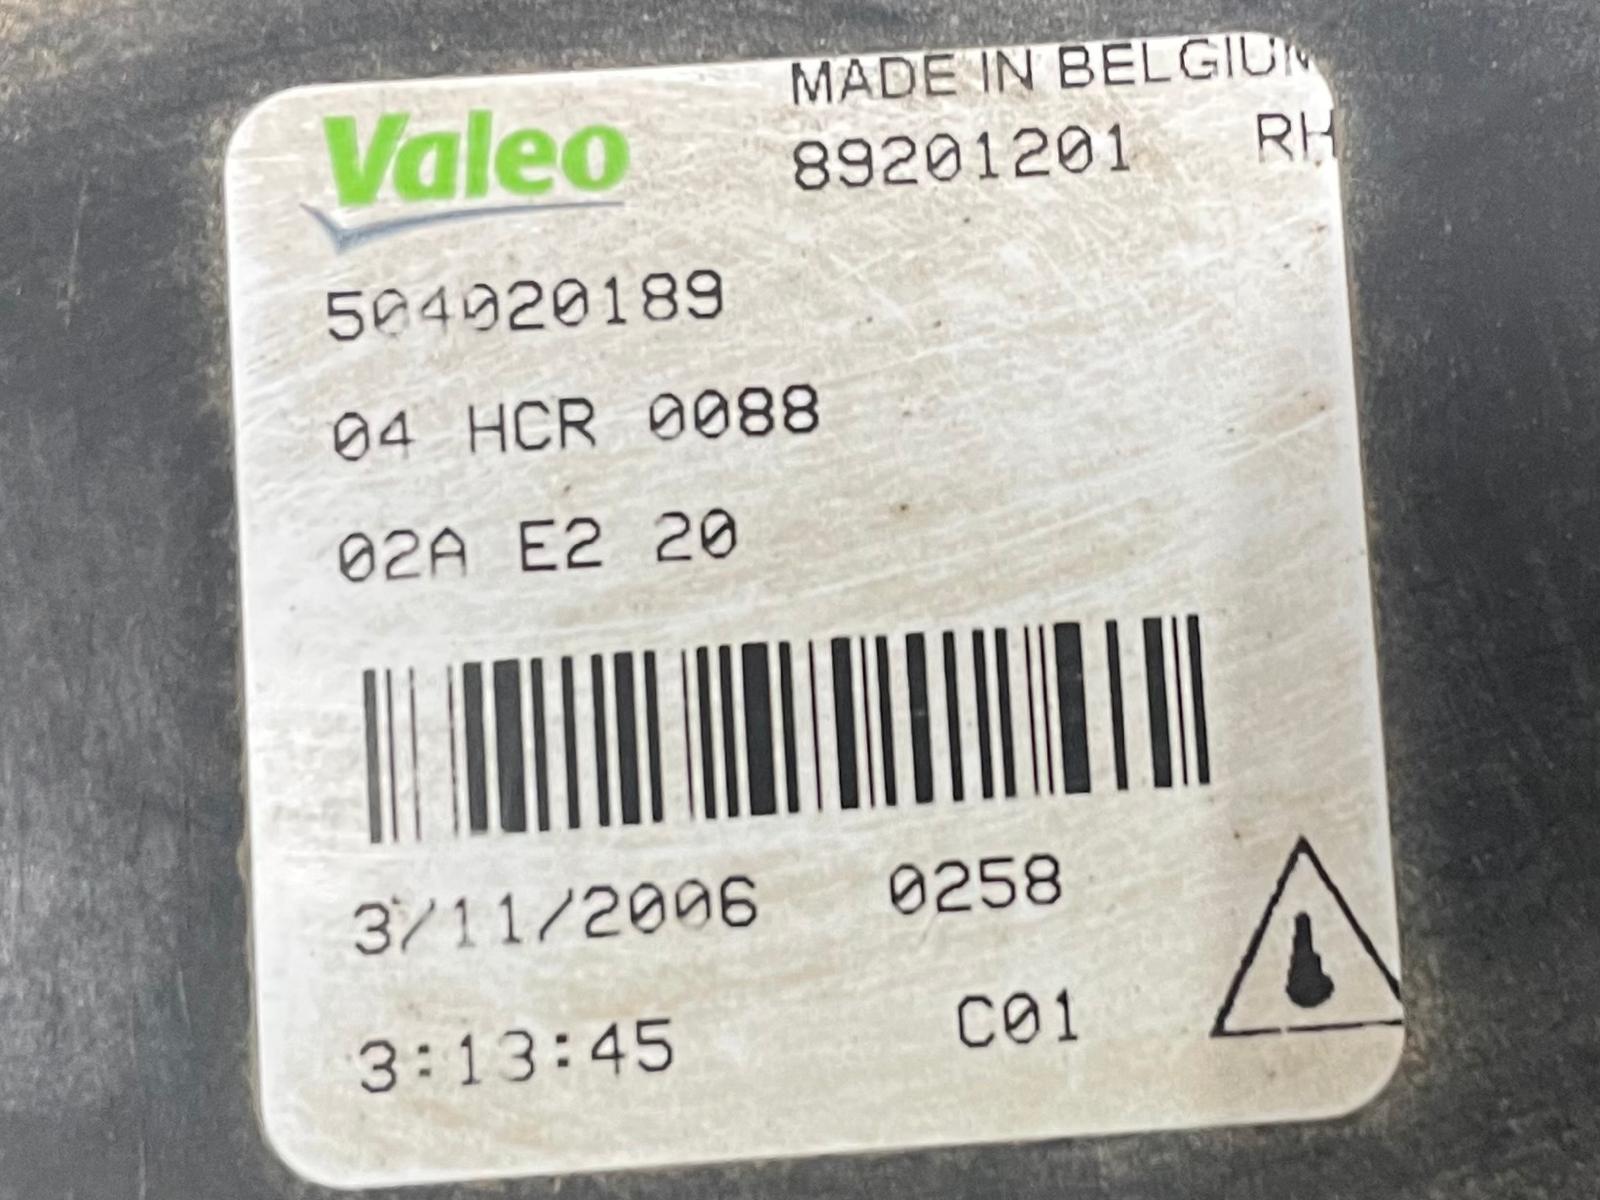 Valeo
MADE IN BELGIUM
89201201 RH
504020189
04 HCR 0088
02A E2 20
3/11/2006 0258
3:13:45 C01